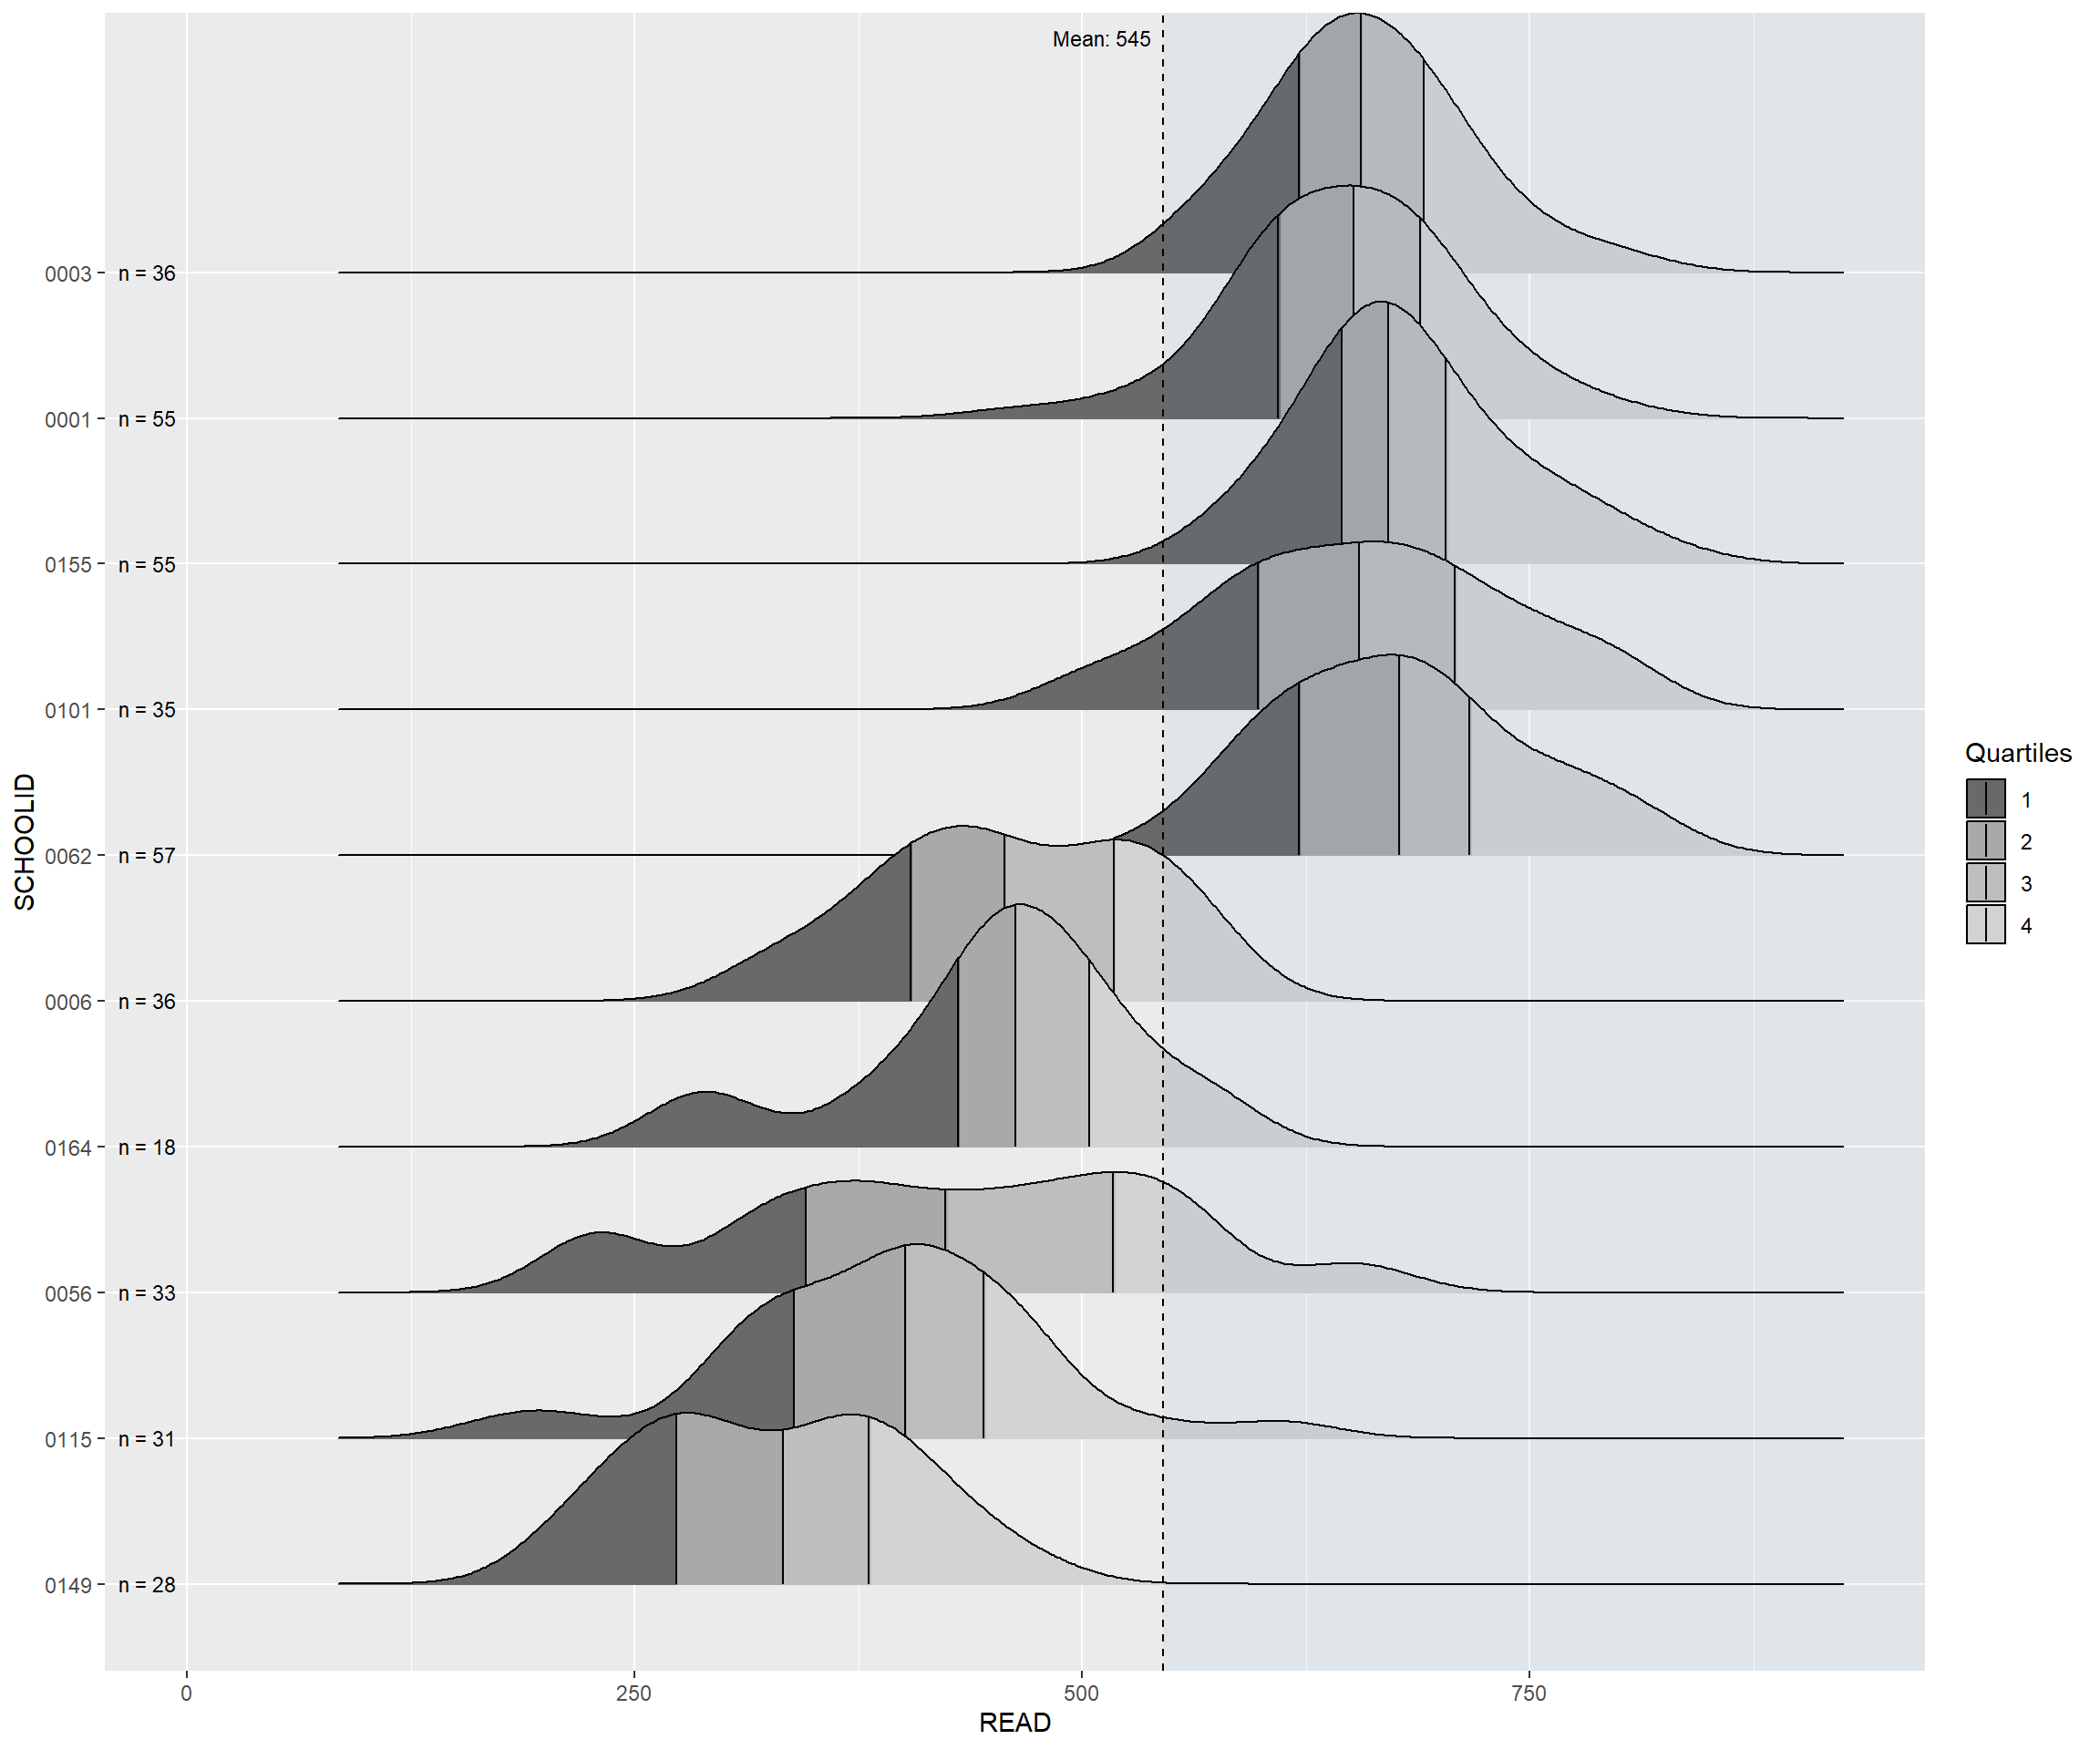 Mean: 545
0003 n = 36
0001 n = 55
0155 n = 55
0101 n = 35
0062 n = 57
0006 n = 36
0164 n = 18
0056 n = 33
0115 n = 31
0149 n = 28
SCHOOLID
0 250 500 750
READ
Quartiles
1
2
3
4